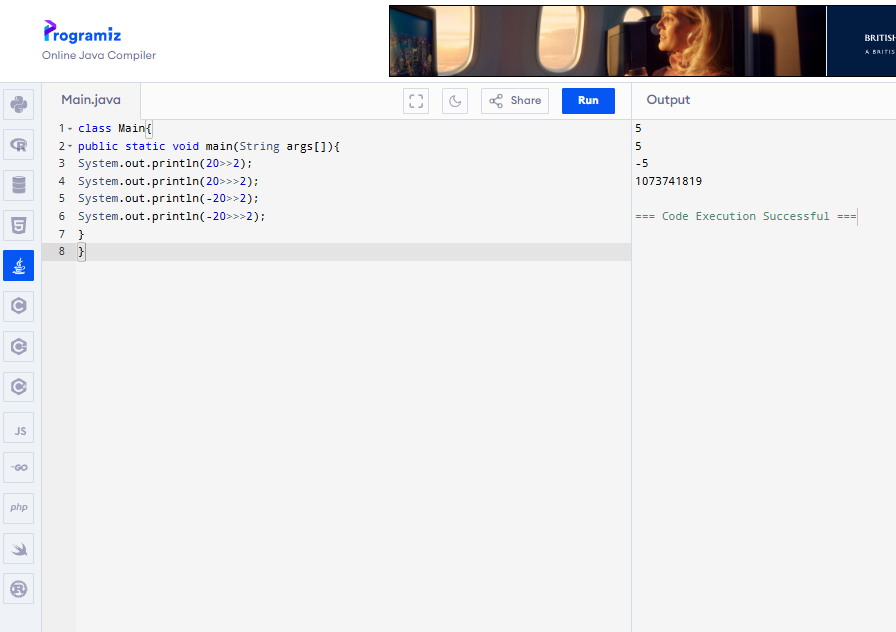 Programiz
Online Java Compiler
BRITISH
A BRITIS
Main.java
Share
Run
Output
1 class Main{
2 public static void main(String args[]){
3 System.out.println(20>>2);
4 System.out.println(20>>>2);
5 System.out.println(-20>>2);
6 System.out.println(-20>>>2);
7 }
8 }
5
5
-5
1073741819
=== Code Execution Successful ===
R
5
C
C
C
JS
GO
php
R